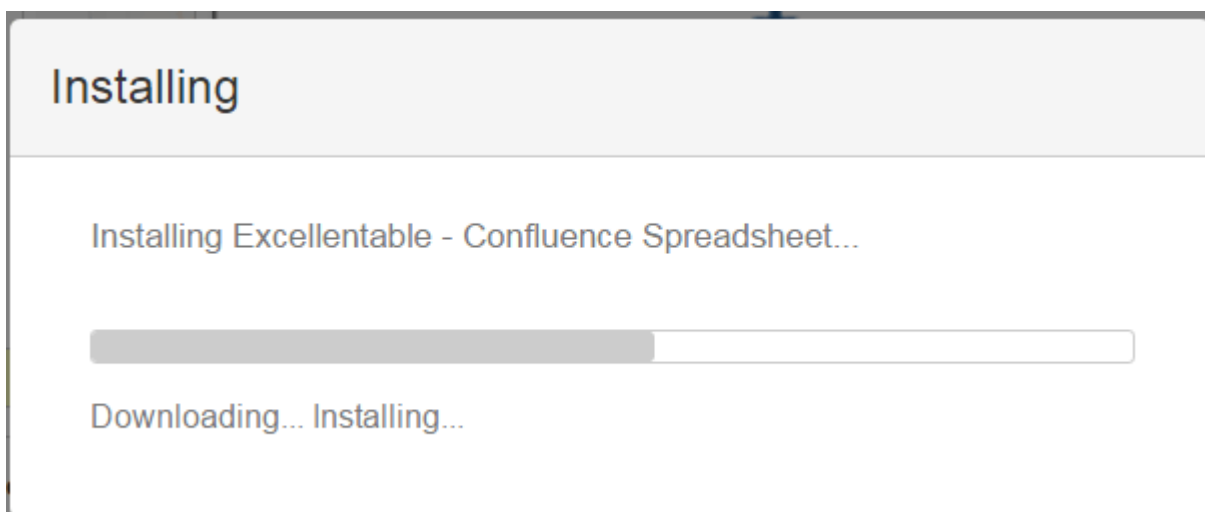 Installing
Installing Excellentable - Confluence Spreadsheet...
Downloading... Installing...